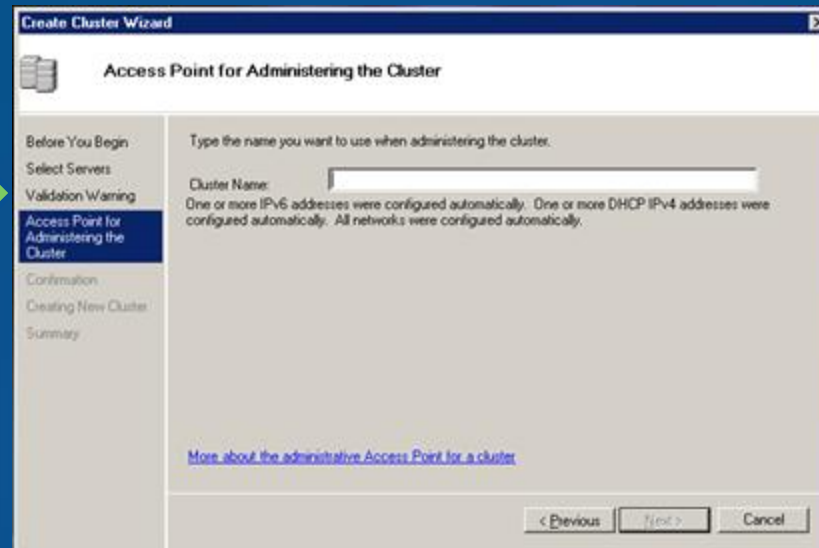 Create Cluster Wizard
Access Point for Administering the Cluster
Before You Begin
Select Servers
Validation Warning
Access Point for
Administering the
Cluster
Confirmation
Creating New Cluster
Summary
Type the name you want to use when administering the cluster.
Cluster Name:
One or more IPv6 addresses were configured automatically. One or more DHCP IPv4 addresses were
configured automatically. All networks were configured automatically.
More about the administrative Access Point for a cluster
< Previous
Next >
Cancel